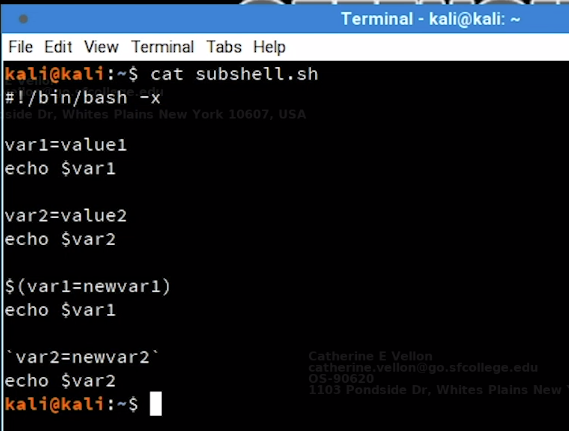 Terminal - kali@kali: ~
File Edit View Terminal Tabs Help
kali@kali:~$ cat subshell.sh
#!/bin/bash -x
side Dr, Whites Plains New York 10607, USA
var1=value1
echo $var1
var2=value2
echo $var2
$(var1=newvar1)
echo $var1
`var2=newvar2`
echo $var2
kali@kali:~$
Catherine E Vellon
catherine.vellon@go.sfcollege.edu
OS-90620
1103 Pondside Dr, Whites Plains New